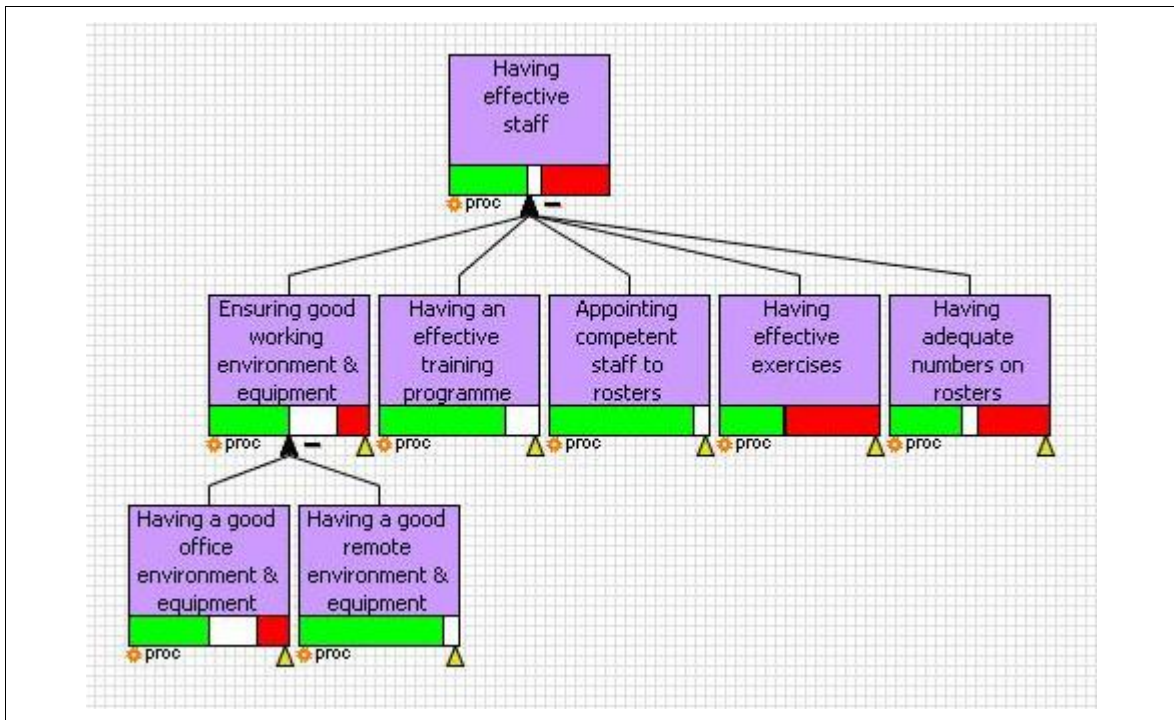 Having
effective
staff
proc
Ensuring good
working
environment &
equipment
proc
Having an
effective
training
programme
proc
Appointing
competent
staff to
rosters
proc
Having
effective
exercises
proc
Having
adequate
numbers on
rosters
proc
Having a good
office
environment &
equipment
proc
Having a good
remote
environment &
equipment
proc